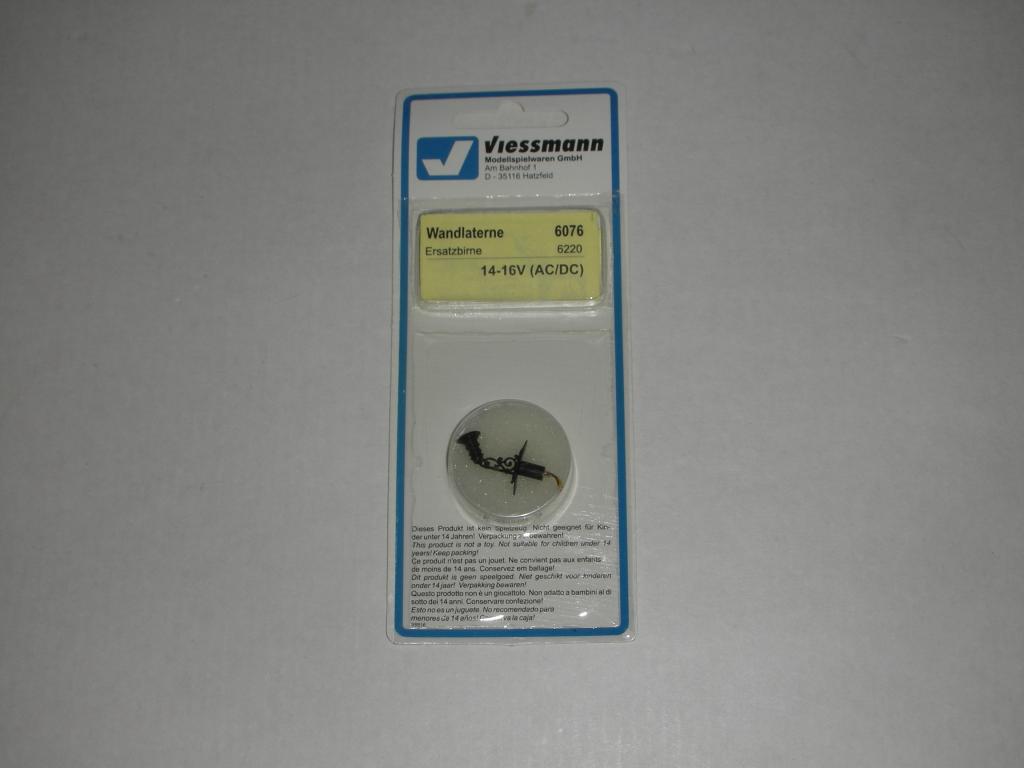 Viessmann
Modellspielwaren GmbH
Am Bahnhof 1
D - 35116 Hatzfeld
Wandlaterne 6076
Ersatzbirne 6220
14-16V (AC/DC)
Dieses Produkt ist kein Spielzeug. Nicht geeignet für Kin-
der unter 14 Jahren! Verpackung bewahren!
This product is not a toy. Not suitable for children under 14
years! Keep packing!
Ce produit n'est pas un jouet. Ne convient pas aux enfants
de moins de 14 ans. Conservez em ballage!
Dit produkt is geen speelgoed. Niet geschikt voor kinderen
onder 14 jaar! Verpakking bewaren!
Questo prodotto non è un giocattolo. Non adatto a bambini al di
sotto dei 14 anni. Conservare confezione!
Esto no es un juguete. No recomendado para
menores de 14 años! la caja!